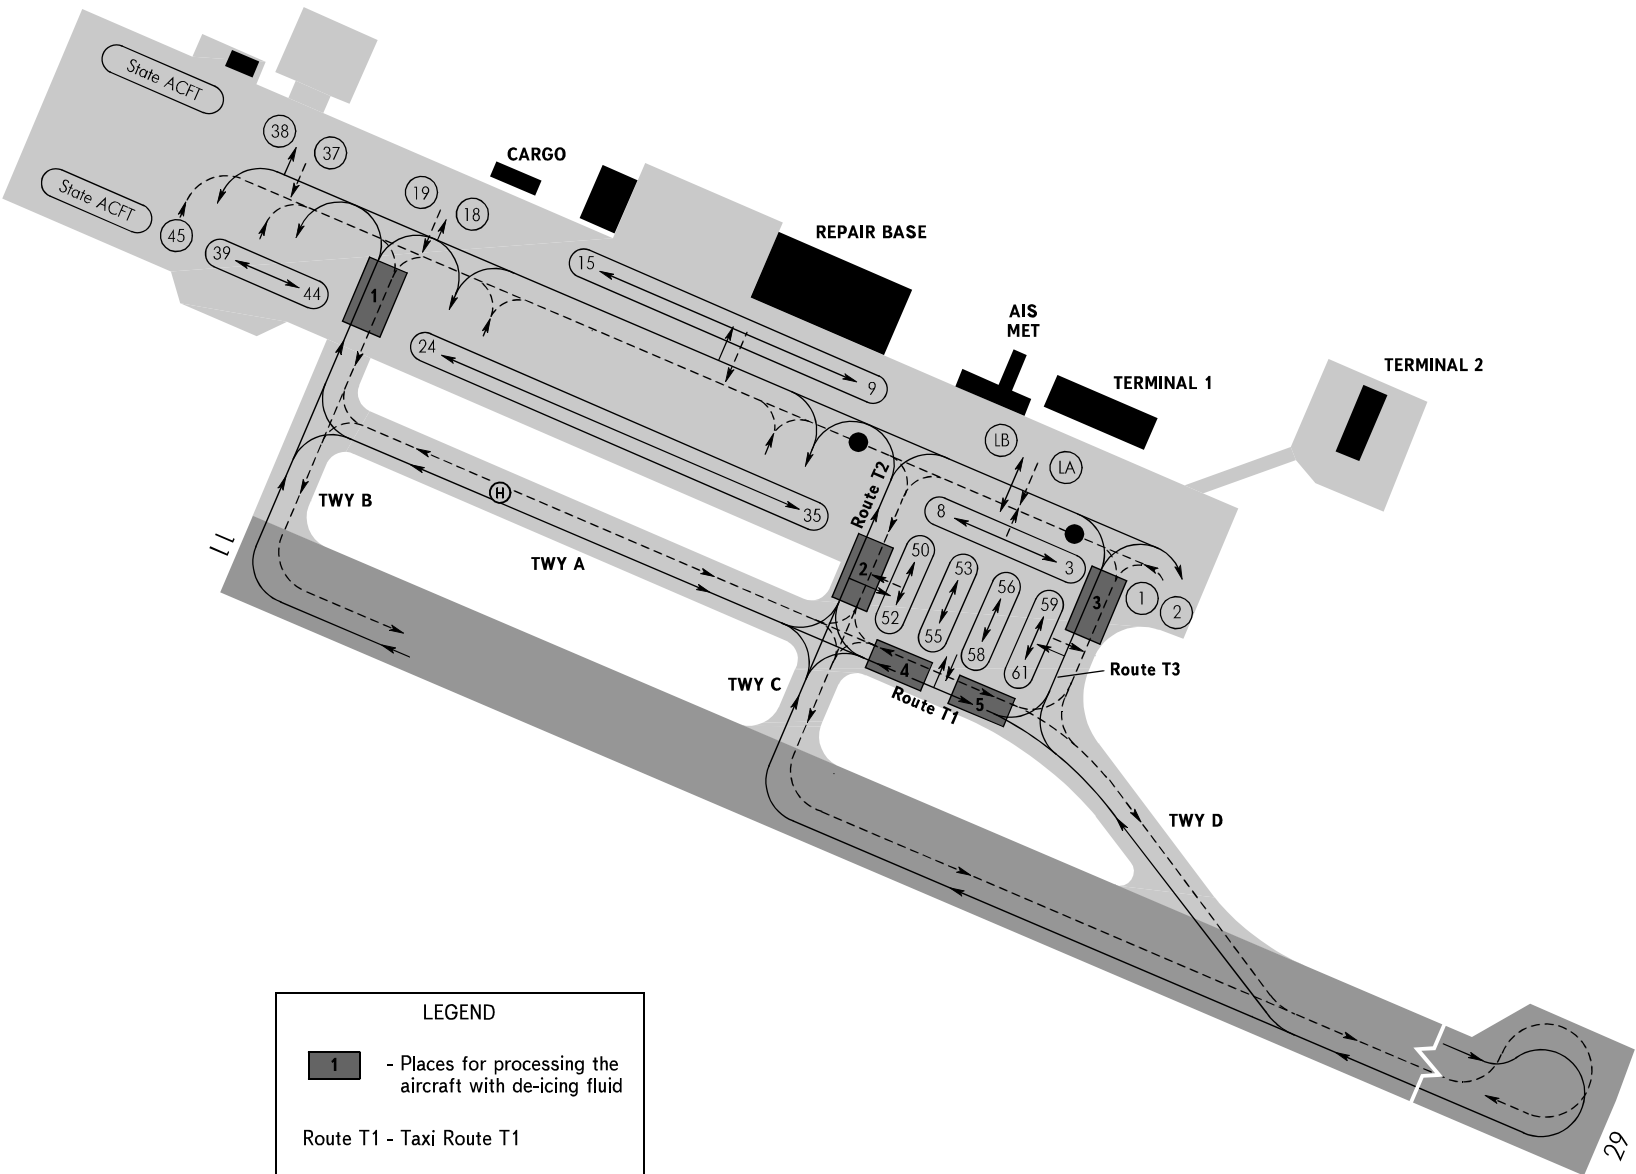 State ACFT
38
37
CARGO
State ACFT
19
18
45
39
44
REPAIR BASE
15
1
AIS
MET
24
9
TERMINAL 1
TERMINAL 2
LB
LA
Route T2
H
TWY B
35
8
11
TWY A
50
53
56
59
3
2
3
1
2
52
55
58
61
4
5
Route T3
Route T1
TWY C
TWY D
LEGEND
1 - Places for processing the
aircraft with de-icing fluid
Route T1 - Taxi Route T1
29